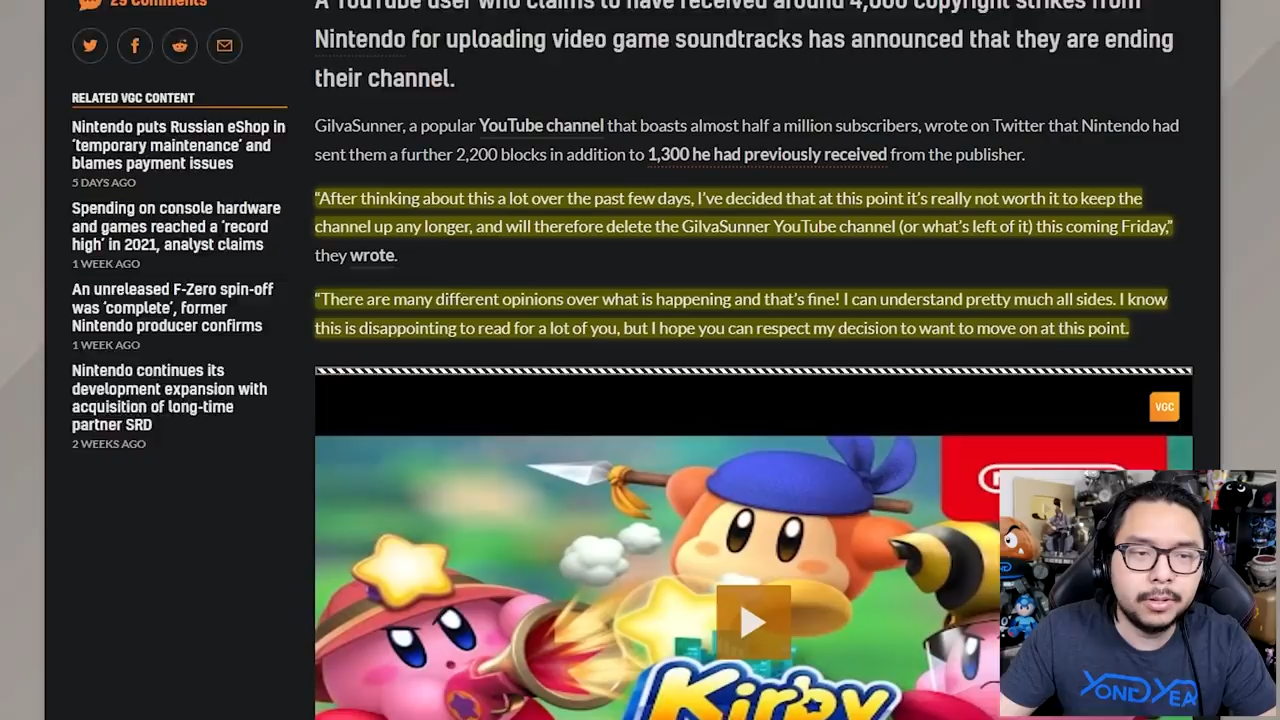 25 Comments
RELATED VGC CONTENT
Nintendo puts Russian eShop in
'temporary maintenance' and
blames payment issues
5 DAYS AGO
Spending on console hardware
and games reached a 'record
high' in 2021, analyst claims
1 WEEK AGO
An unreleased F-Zero spin-off
was 'complete', former
Nintendo producer confirms
1 WEEK AGO
Nintendo continues its
development expansion with
acquisition of long-time
partner SRD
2 WEEKS AGO
A YouTube user who claims to have received around 4,000 copyright strikes from
Nintendo for uploading video game soundtracks has announced that they are ending
their channel.
GilvaSunner, a popular YouTube channel that boasts almost half a million subscribers, wrote on Twitter that Nintendo had
sent them a further 2,200 blocks in addition to 1,300 he had previously received from the publisher.
“After thinking about this a lot over the past few days, I’ve decided that at this point it’s really not worth it to keep the
channel up any longer, and will therefore delete the GilvaSunner YouTube channel (or what’s left of it) this coming Friday,”
they wrote.
“There are many different opinions over what is happening and that’s fine! I can understand pretty much all sides. I know
this is disappointing to read for a lot of you, but I hope you can respect my decision to want to move on at this point.
VGC
Kirby
YONGYEA